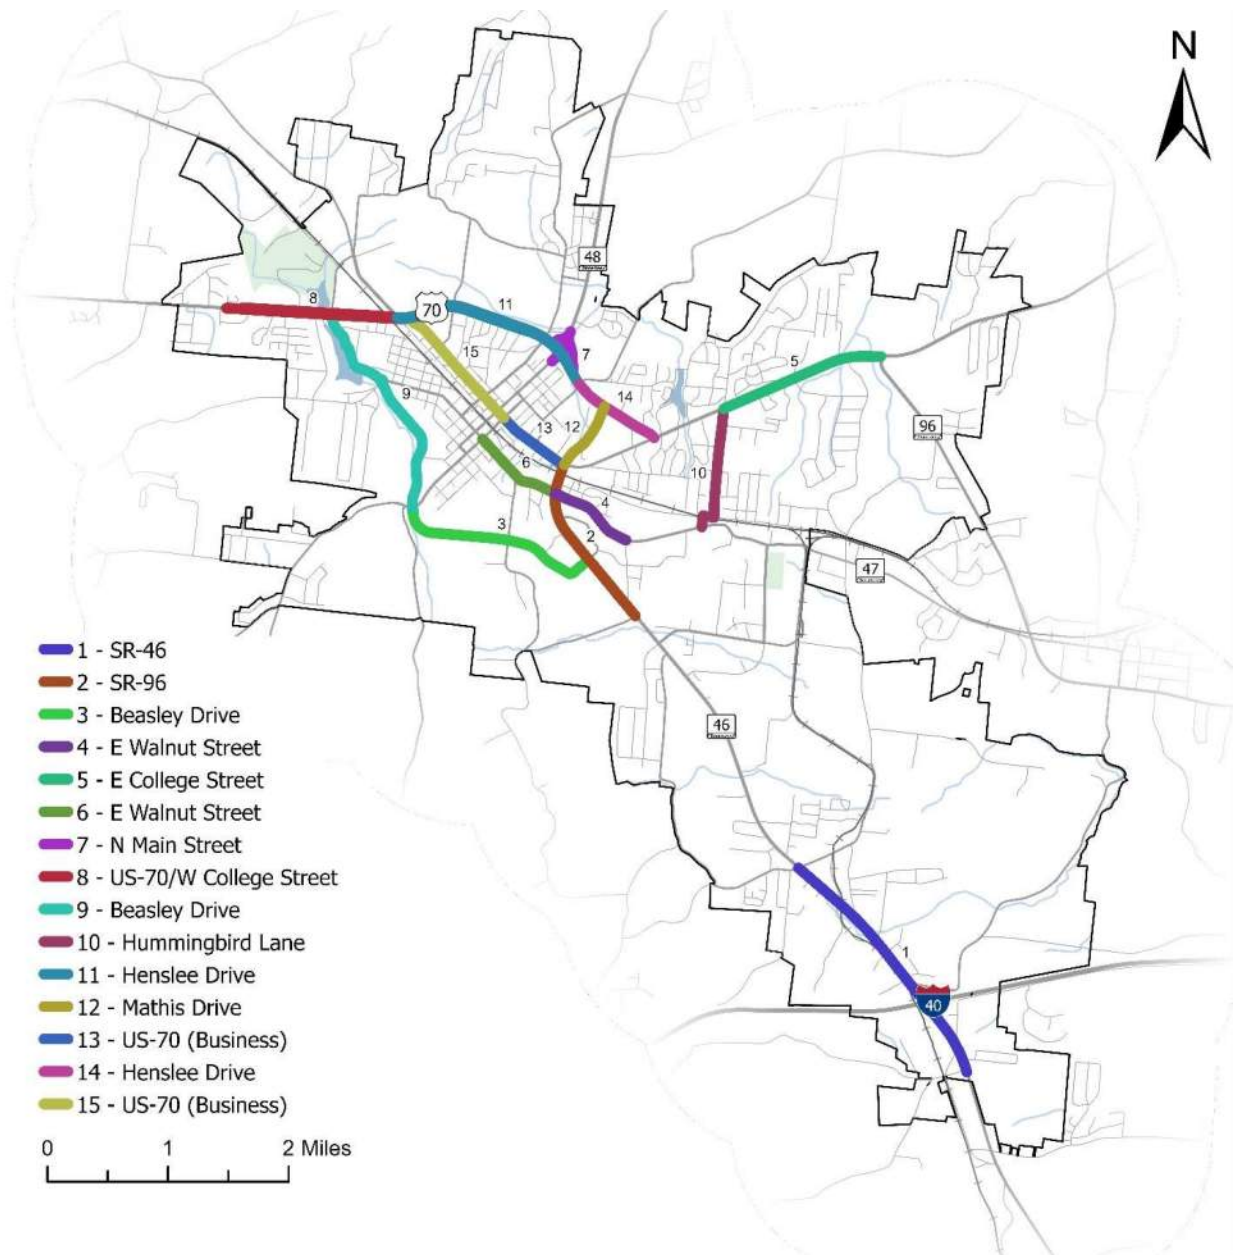 N
48
8
70
11
7
15
5
14
9
13
12
96
6
10
4
3
2
47
46
1
40
1 - SR-46
2 - SR-96
3 - Beasley Drive
4 - E Walnut Street
5 - E College Street
6 - E Walnut Street
7 - N Main Street
8 - US-70/W College Street
9 - Beasley Drive
10 - Hummingbird Lane
11 - Henslee Drive
12 - Mathis Drive
13 - US-70 (Business)
14 - Henslee Drive
15 - US-70 (Business)
0 1 2 Miles